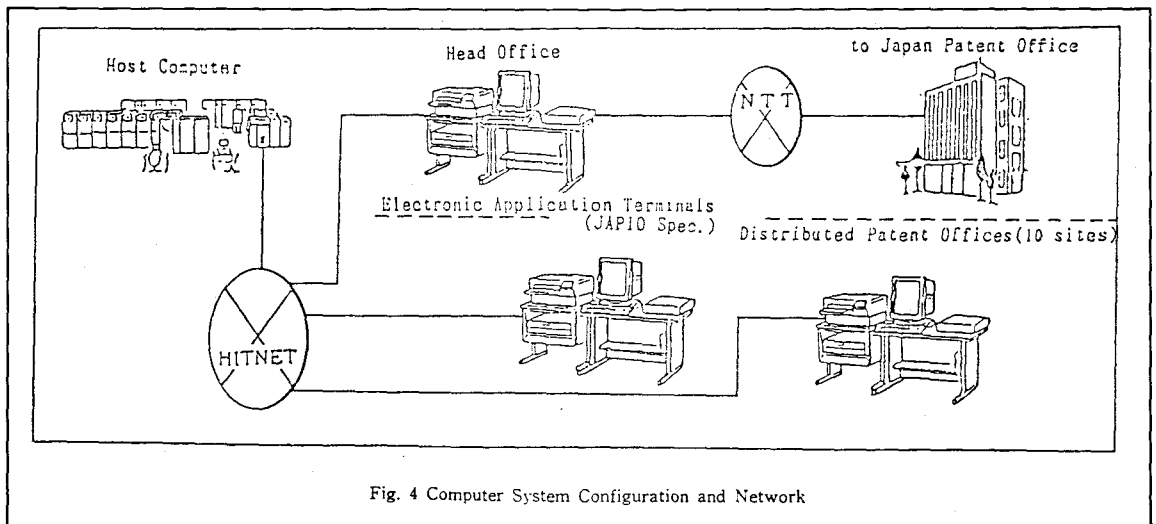 Host Computer
Head Office
to Japan Patent Office
NTT
Electronic Application Terminals
(JAPIO Spec.)
Distributed Patent Offices(10 sites)
HITNET
Fig. 4 Computer System Configuration and Network